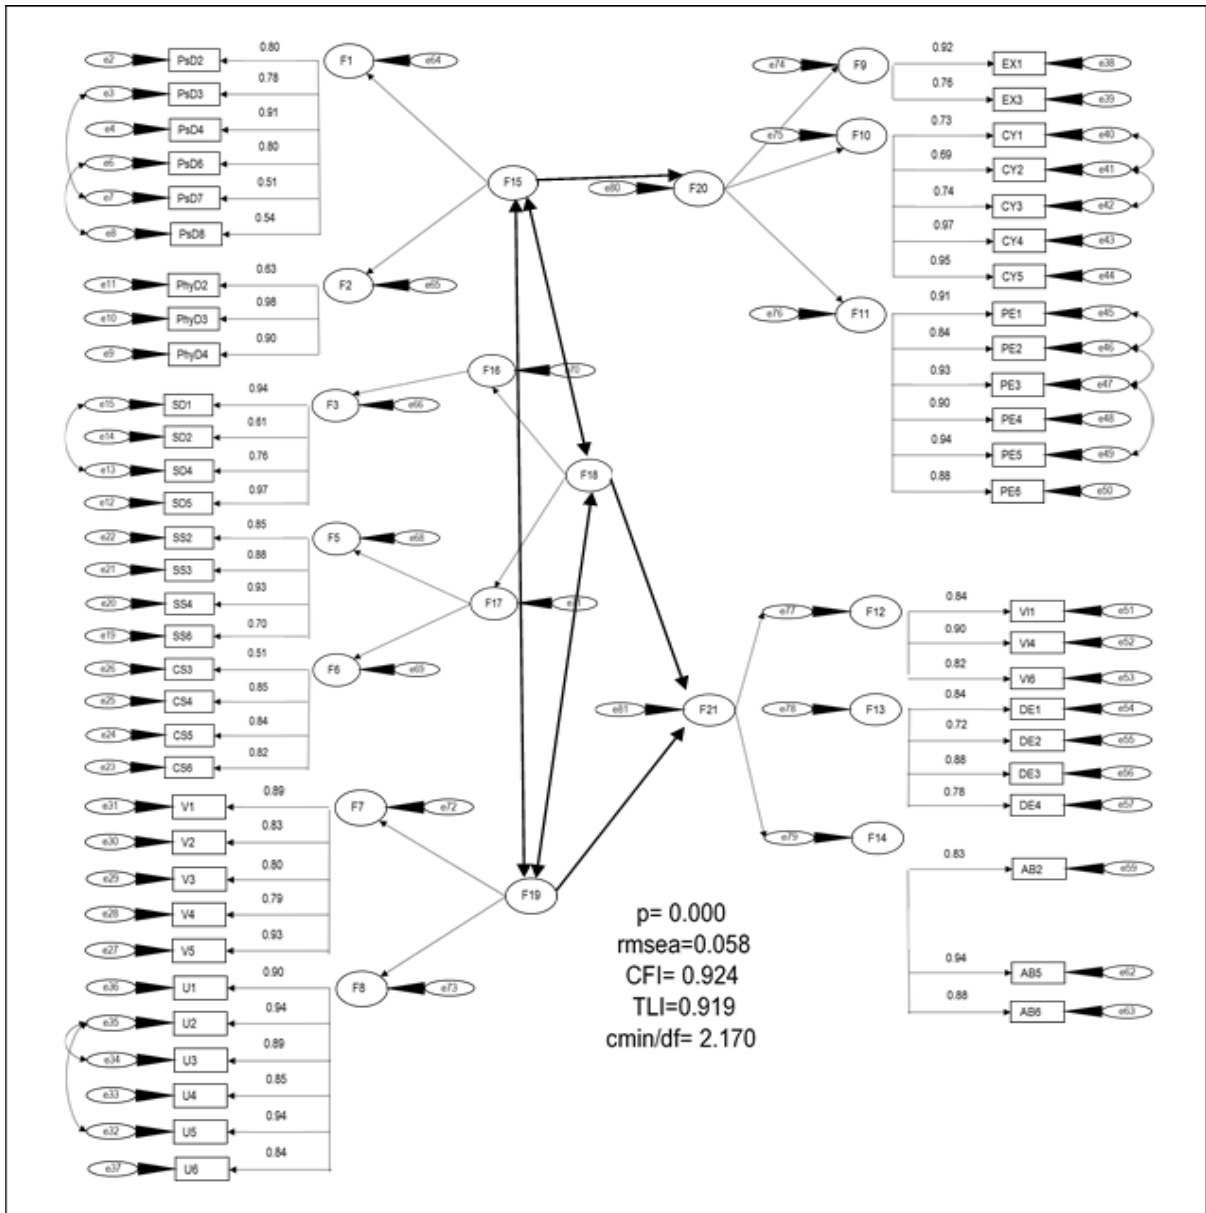 0.80
e2 PsD2 F1 e64
0.78
e3 PsD3
0.91
e4 PsD4
0.80
e6 PsD6
0.51
e7 PsD7
0.54
e8 PsD8
0.63
e11 PhyD2 F2 e65
0.98
e10 PhyD3
0.90
e9 PhyD4
0.94
e15 SD1 F3 e66
0.61
e14 SD2
0.76
e13 SD4
0.97
e12 SD5
0.85
e22 SS2 F5 e68
0.88
e21 SS3
0.93
e20 SS4
0.70
e19 SS6
0.51
e26 CS3 F6 e69
0.85
e25 CS4
0.84
e24 CS5
0.82
e23 CS6
0.89
e31 V1 F7 e72
0.83
e30 V2
0.80
e29 V3
0.79
e28 V4
0.93
e27 V5
0.90
e36 U1 F8 e73
0.94
e35 U2
0.89
e34 U3
0.85
e33 U4
0.94
e32 U5
0.84
e37 U6
F15 e80 F20
F16
F18
F17
e81 F21
F19
p= 0.000
rmsea=0.058
CFI= 0.924
TLI=0.919
cmin/df= 2.170
0.92
e74 F9 EX1 e38
0.76
EX3 e39
0.73
e75 F10 CY1 e40
0.69
CY2 e41
0.74
CY3 e42
0.97
CY4 e43
0.95
CY5 e44
0.91
e76 F11 PE1 e45
0.84
PE2 e46
0.93
PE3 e47
0.90
PE4 e48
0.94
PE5 e49
0.88
PE6 e50
0.84
e77 F12 VI1 e51
0.90
VI4 e52
0.82
VI6 e53
0.84
e78 F13 DE1 e54
0.72
DE2 e55
0.88
DE3 e56
0.78
DE4 e57
e79 F14
0.83
AB2 e59
0.94
AB5 e62
0.88
AB6 e63